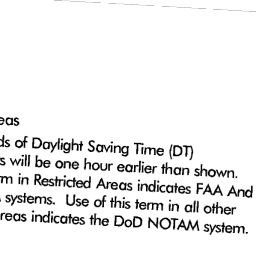 eas
ds of Daylight Saving Time (DT)
s will be one hour earlier than shown.
rm in Restricted Areas indicates FAA And
systems. Use of this term in all other
reas indicates the DoD NOTAM system.